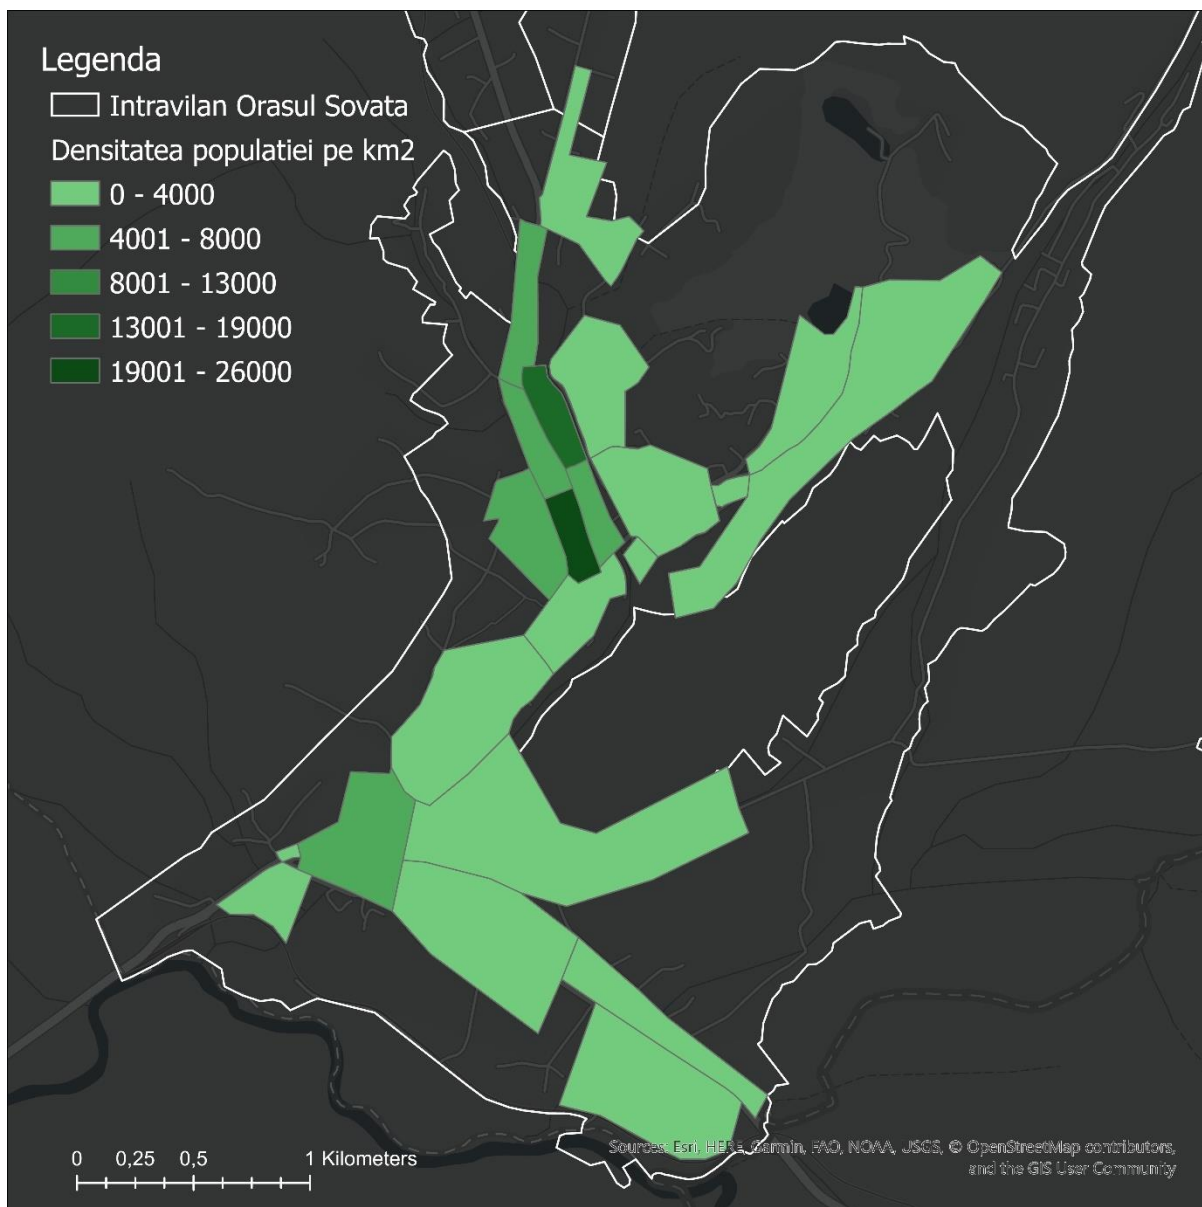 Legenda
Intravilan Orasul Sovata
Densitatea populatiei pe km2
0 - 4000
4001 - 8000
8001 - 13000
13001 - 19000
19001 - 26000
0 0,25 0,5 1 Kilometers
Sources: Esri, HERE, Garmin, FAO, NOAA, USGS, © OpenStreetMap contributors,
and the GIS User Community